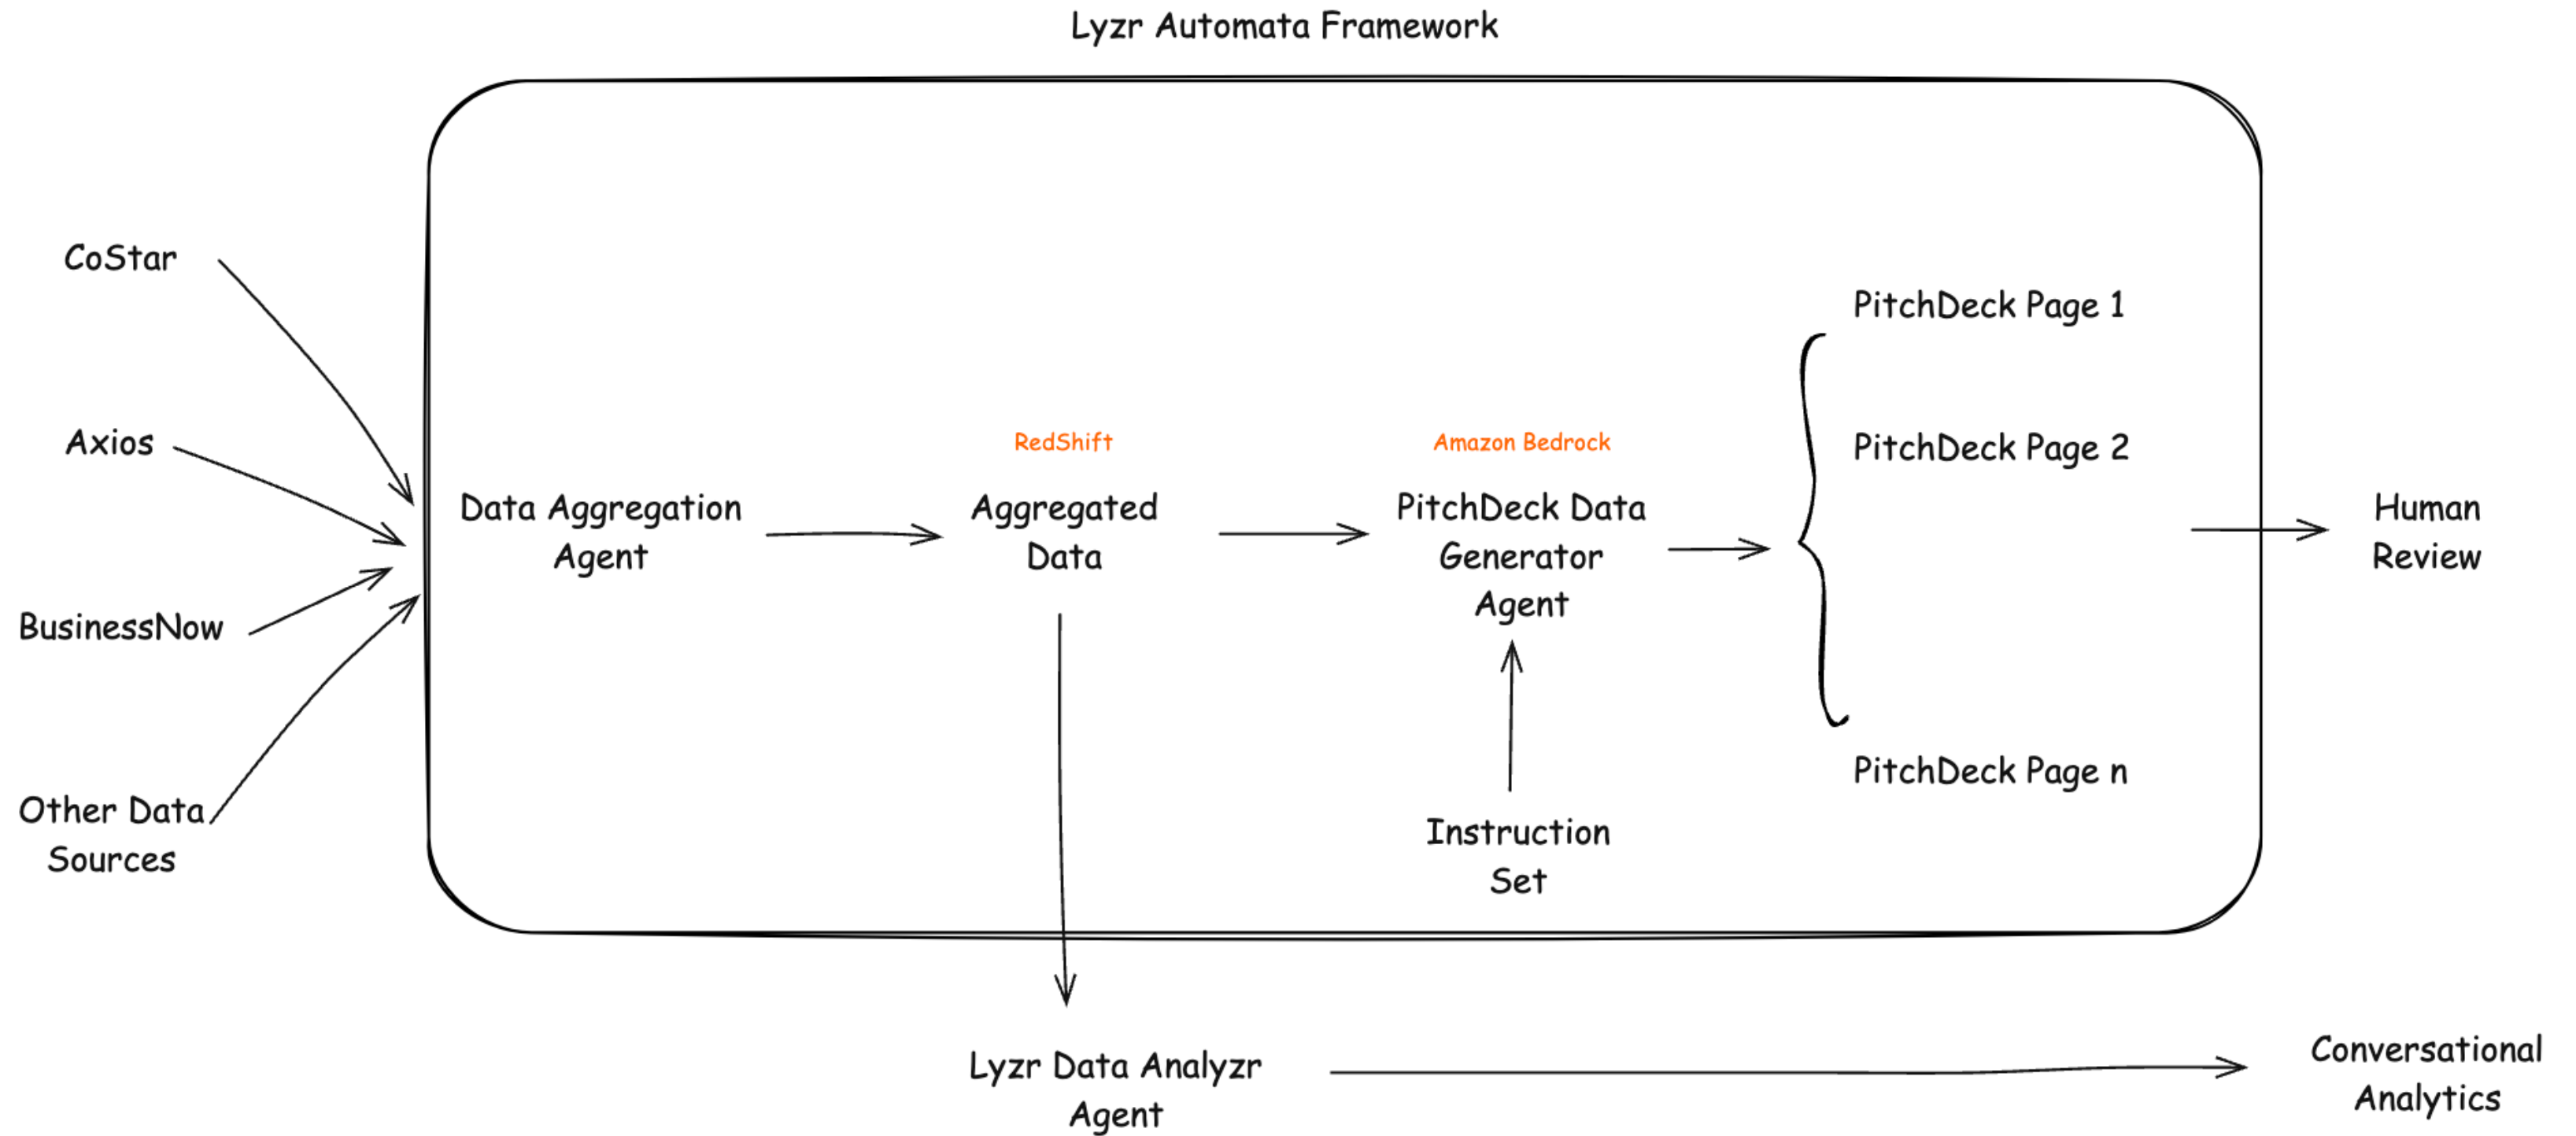 Lyzr Automata Framework
CoStar
Axios
BusinessNow
Other Data
Sources
Data Aggregation
Agent
RedShift
Aggregated
Data
Amazon Bedrock
PitchDeck Data
Generator
Agent
Instruction
Set
PitchDeck Page 1
PitchDeck Page 2
PitchDeck Page n
Human
Review
Lyzr Data Analyzr
Agent
Conversational
Analytics